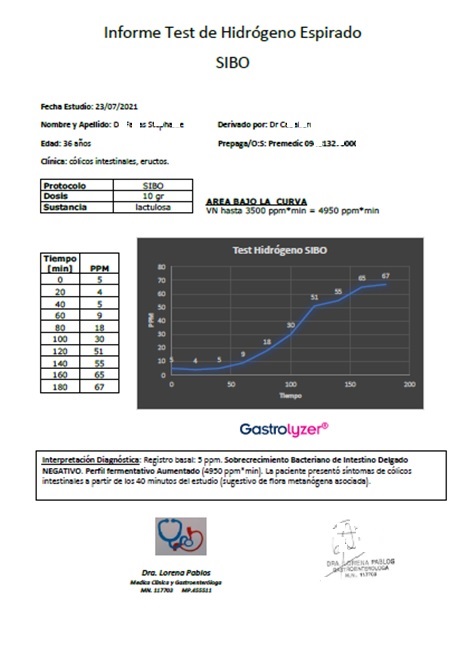 Informe Test de Hidrógeno Espirado
SIBO
Fecha Estudio: 23/07/2021
Nombre y Apellido:
Derivado por: Dr
Edad: 36 años
Prepaga/O:S: Premedic 09
Clínica: cólicos intestinales, eructos.
Protocolo SIBO
Dosis 10 gr
Sustancia lactulosa
AREA BAJO LA CURVA
VN hasta 3500 ppm*min = 4950 ppm*min
Tiempo [min] PPM
0 5
20 4
40 5
60 9
80 18
100 30
120 51
140 55
160 65
180 67
Test Hidrógeno SIBO
PPM
80
70
60
50
40
30
20
10
0
5 4 5 9 18 30 51 55 65 67
0 50 100 150 200
Tiempo
Gastrolyzer®
Interpretación Diagnóstica: Registro basal: 5 ppm. Sobrecrecimiento Bacteriano de Intestino Delgado
NEGATIVO. Perfil fermentativo Aumentado (4950 ppm*min). La paciente presentó síntomas de cólicos
intestinales a partir de los 40 minutos del estudio (sugestivo de flora metanógena asociada).
Dra. Lorena Pablos
Medica Clínica y Gastroenteróloga
MN. 117703 MP.455511
DRA. LORENA PABLOS
GASTROENTEROLOGA
M.N. 117703